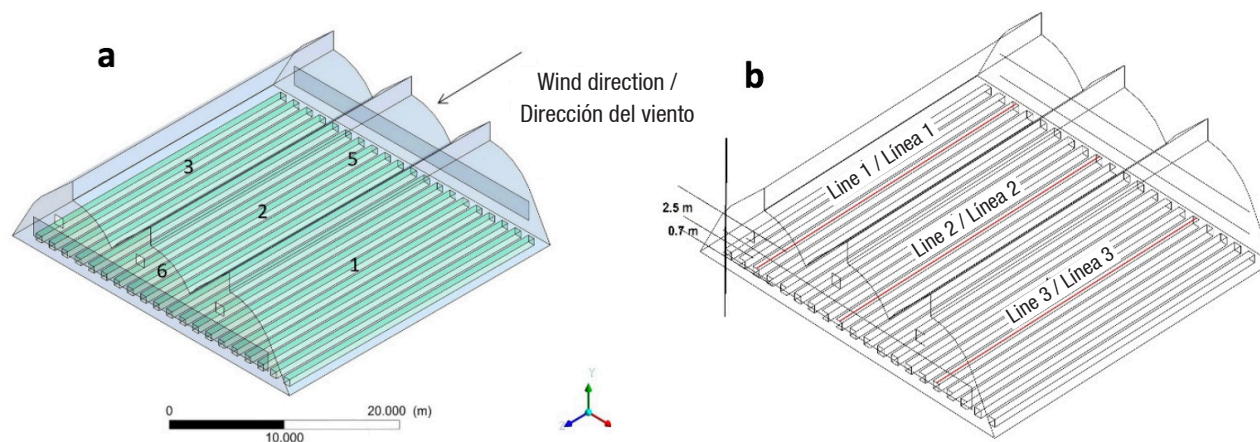 a
Wind direction /
Dirección del viento
3
5
2
6
1
0
20.000 (m)
10.000
Y
Z
b
Line 1 / Línea 1
Line 2 / Línea 2
Line 3 / Línea 3
2.5 m
0.7 m